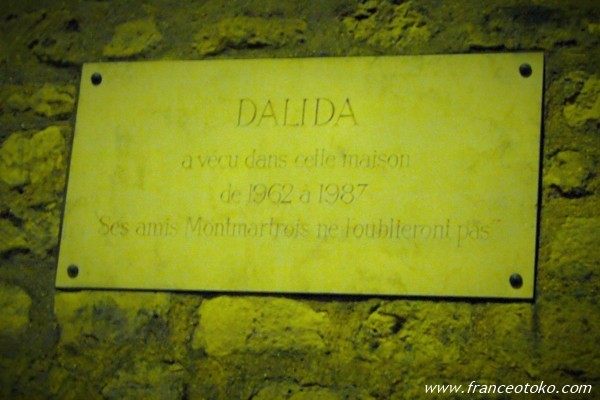 DALIDA
a vécu dans cette maison
de 1962 à 1987
Ses amis Montmartrois ne l'oublieront pas
www.franceotoko.com